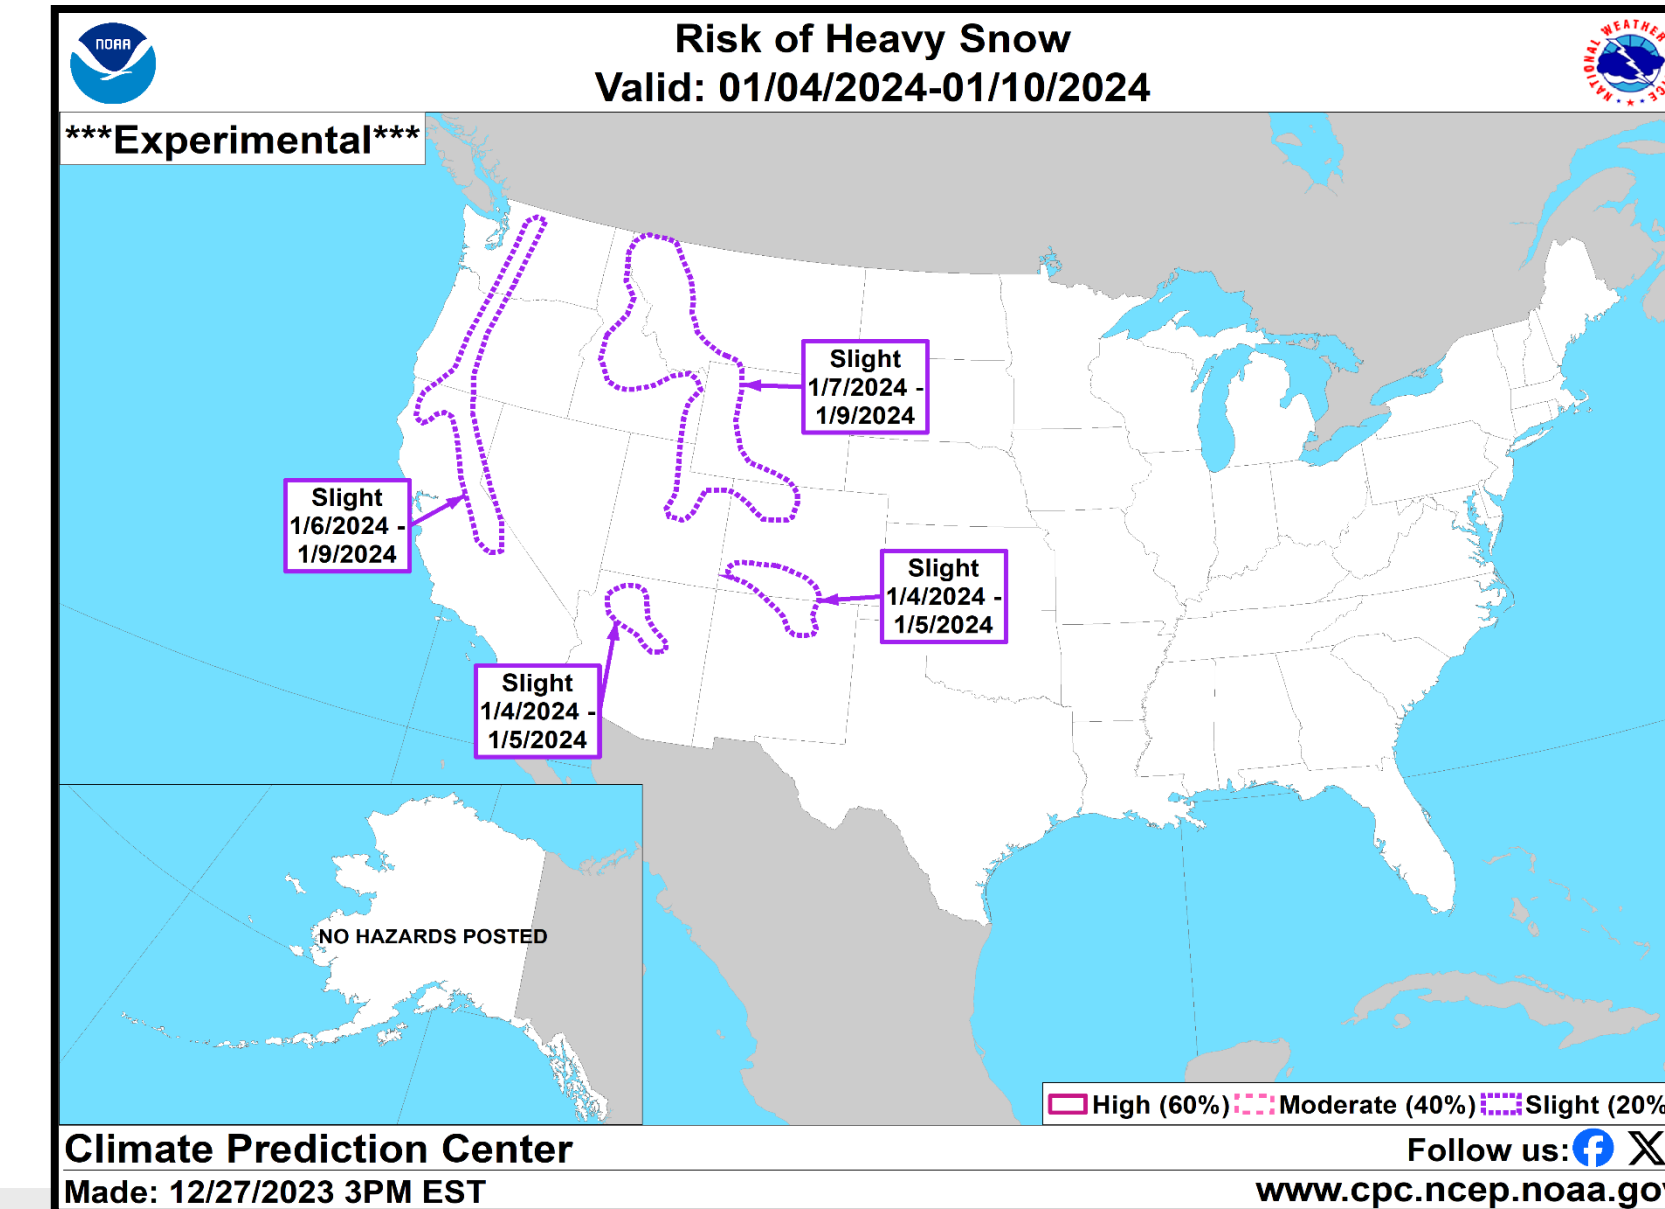 NOAA
Risk of Heavy Snow
Valid: 01/04/2024-01/10/2024
NATIONAL WEATHER
***Experimental***
Slight
1/7/2024 -
1/9/2024
Slight
1/6/2024 -
1/9/2024
Slight
1/4/2024 -
1/5/2024
Slight
1/4/2024 -
1/5/2024
NO HAZARDS POSTED
High (60%) Moderate (40%) Slight (20%
Climate Prediction Center
Follow us:
Made: 12/27/2023 3PM EST
www.cpc.ncep.noaa.gov